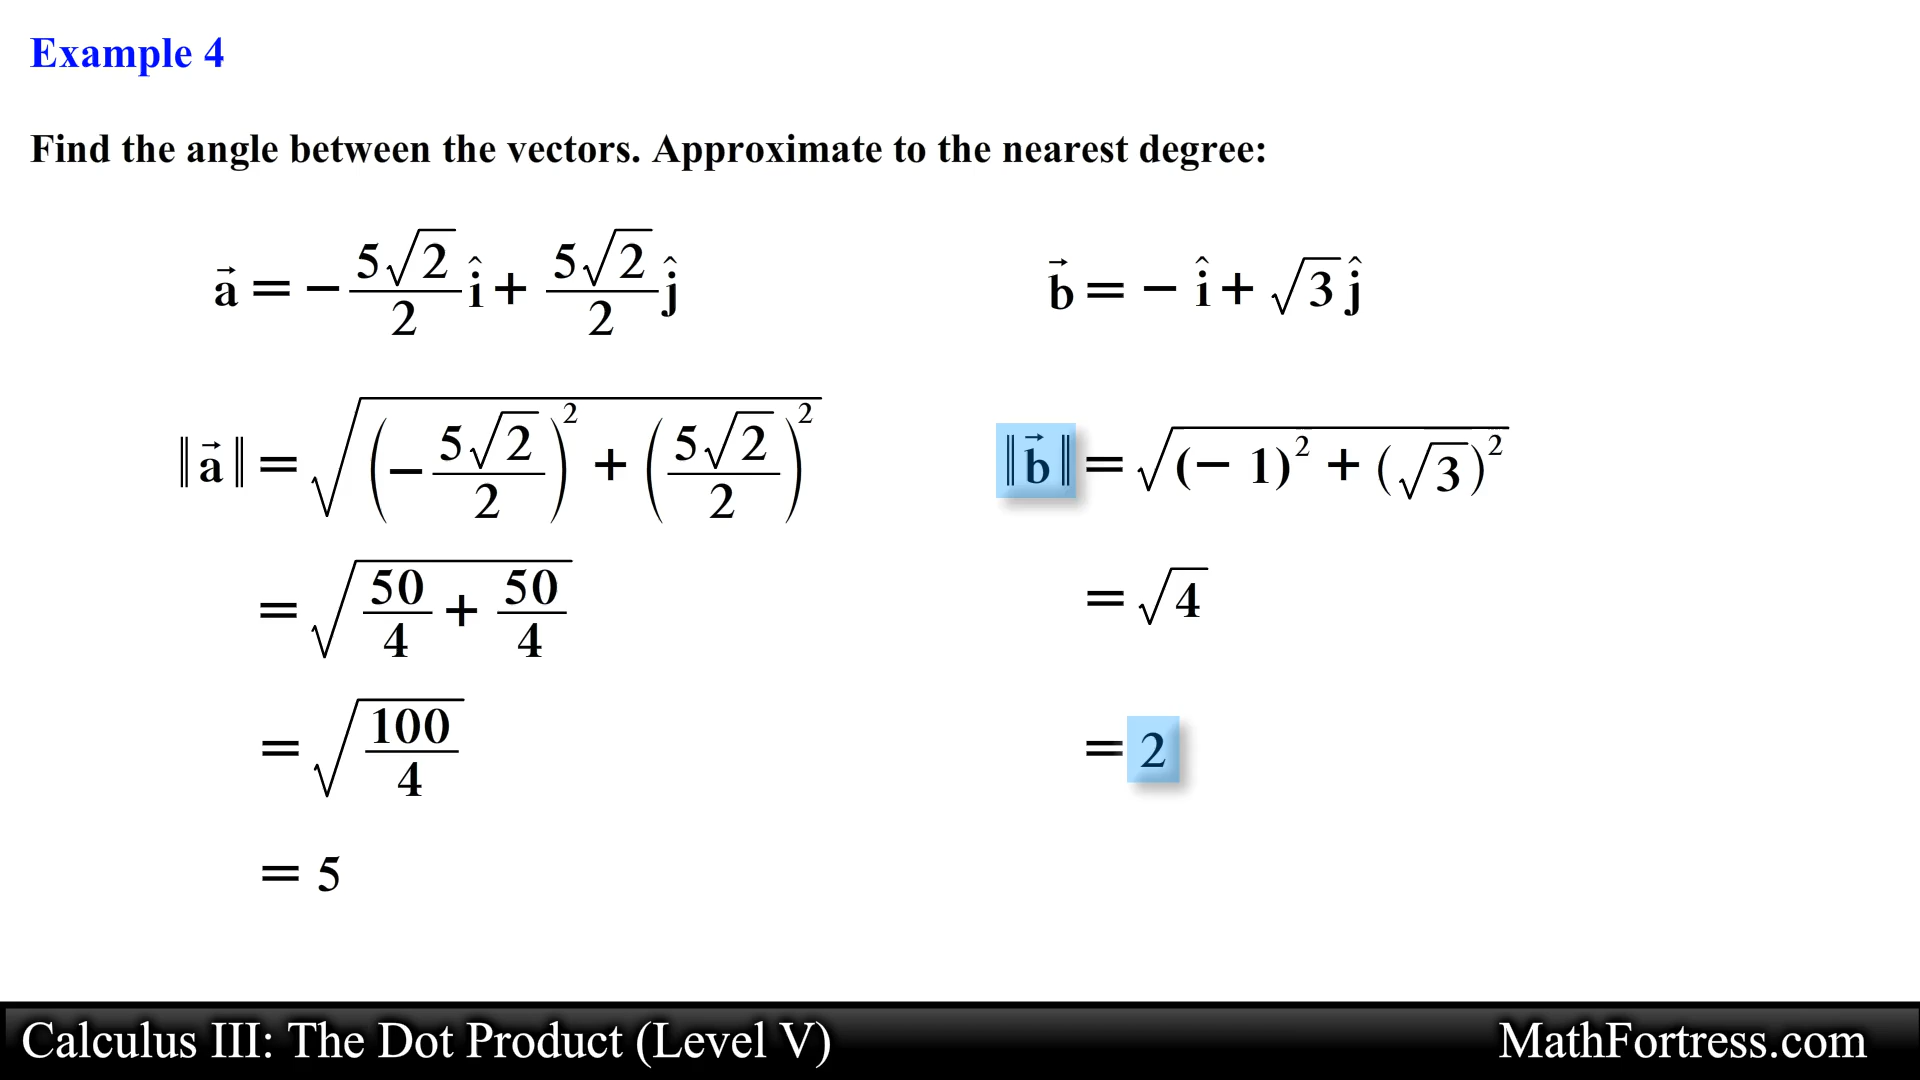 Example 4
Find the angle between the vectors. Approximate to the nearest degree:
a⃗ = −(5√2)/2 î + (5√2)/2 ĵ
b⃗ = − î + √3 ĵ
‖a⃗‖ = √((−(5√2)/2)² + ((5√2)/2)²)
‖b⃗‖ = √((− 1)² + (√3)²)
= √(50/4 + 50/4)
= √4
= √(100/4)
= 2
= 5
Calculus III: The Dot Product (Level V)
MathFortress.com